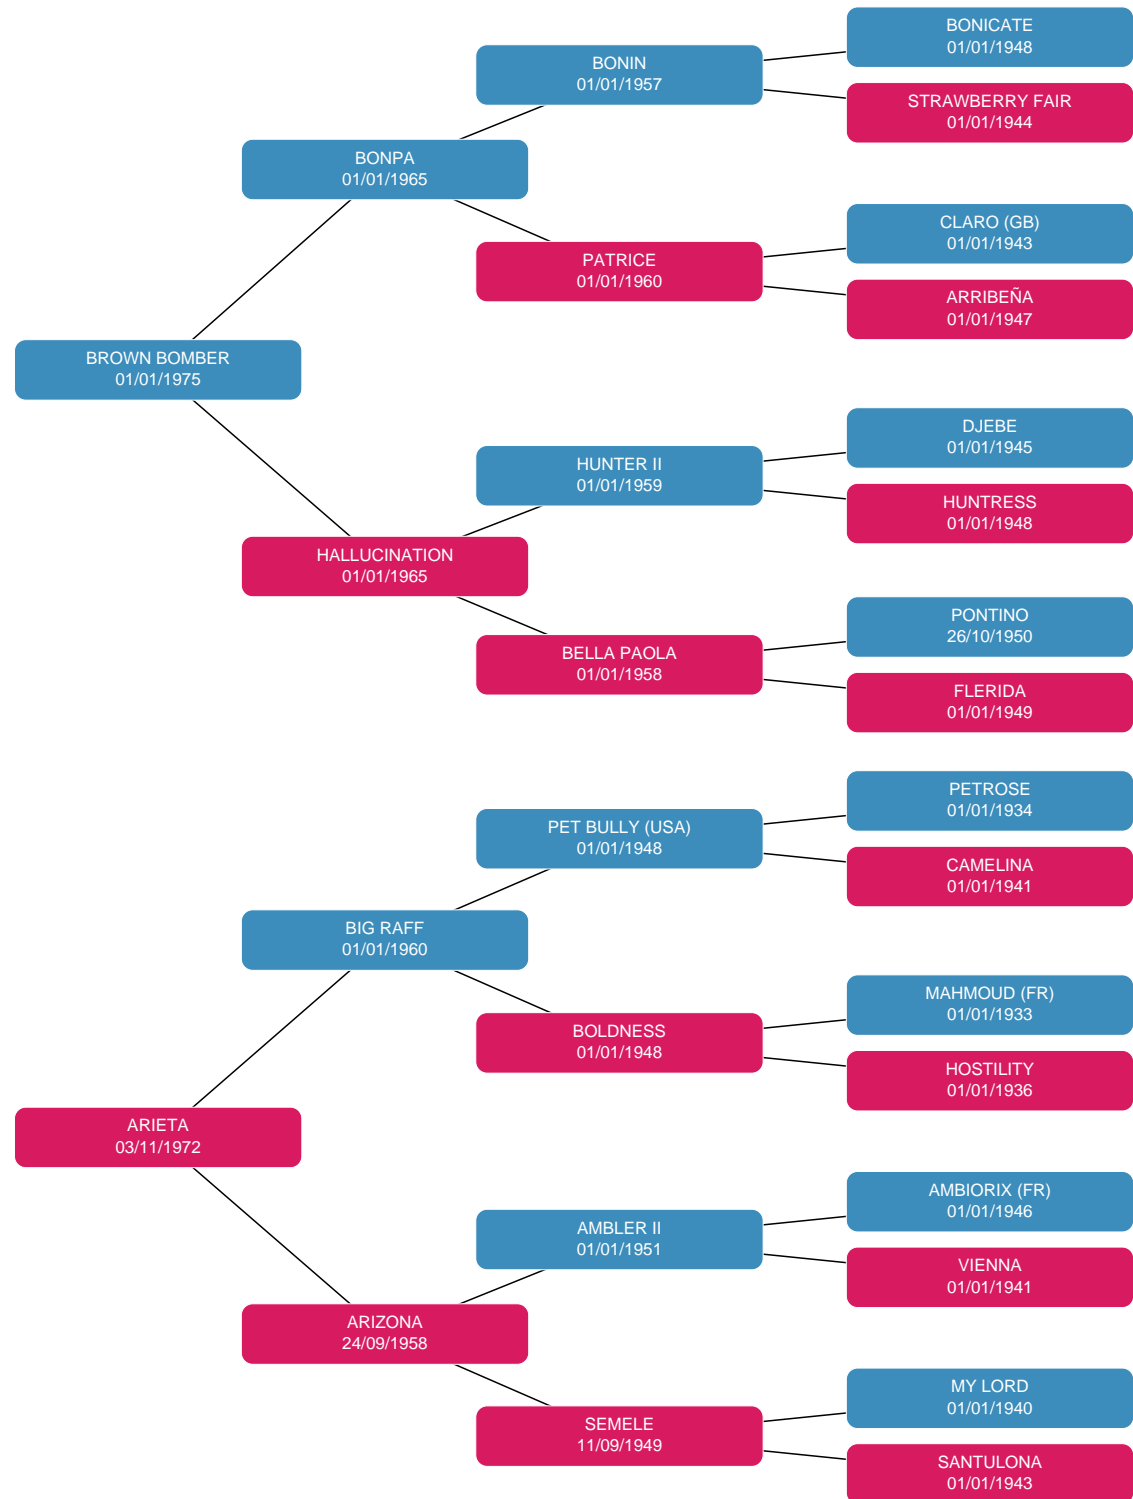 BONICATE
01/01/1948
BONIN
01/01/1957
STRAWBERRY FAIR
01/01/1944
BONPA
01/01/1965
CLARO (GB)
01/01/1943
PATRICE
01/01/1960
ARRIBEÑA
01/01/1947
BROWN BOMBER
01/01/1975
DJEBE
01/01/1945
HUNTER II
01/01/1959
HUNTRESS
01/01/1948
HALLUCINATION
01/01/1965
PONTINO
26/10/1950
BELLA PAOLA
01/01/1958
FLERIDA
01/01/1949
PETROSE
01/01/1934
PET BULLY (USA)
01/01/1948
CAMELINA
01/01/1941
BIG RAFF
01/01/1960
MAHMOUD (FR)
01/01/1933
BOLDNESS
01/01/1948
HOSTILITY
01/01/1936
ARIETA
03/11/1972
AMBIORIX (FR)
01/01/1946
AMBLER II
01/01/1951
VIENNA
01/01/1941
ARIZONA
24/09/1958
MY LORD
01/01/1940
SEMELE
11/09/1949
SANTULONA
01/01/1943